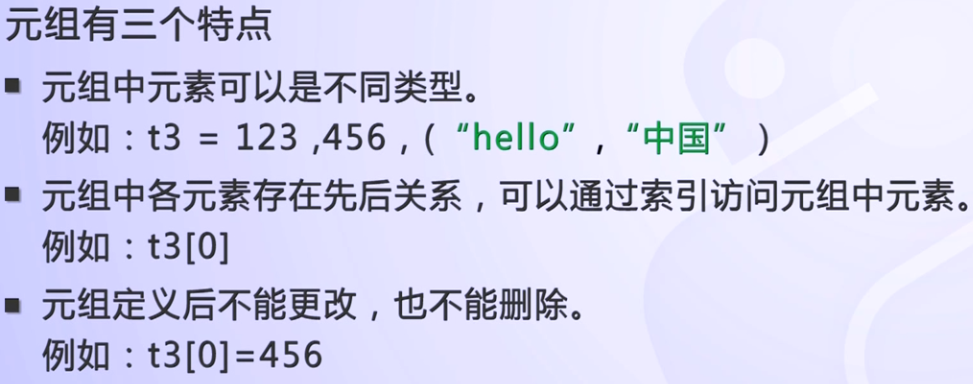 元组有三个特点
▪ 元组中元素可以是不同类型。
例如：t3 = 123 ,456 , ( “hello” , “中国” )
▪ 元组中各元素存在先后关系，可以通过索引访问元组中元素。
例如：t3[0]
▪ 元组定义后不能更改，也不能删除。
例如：t3[0]=456